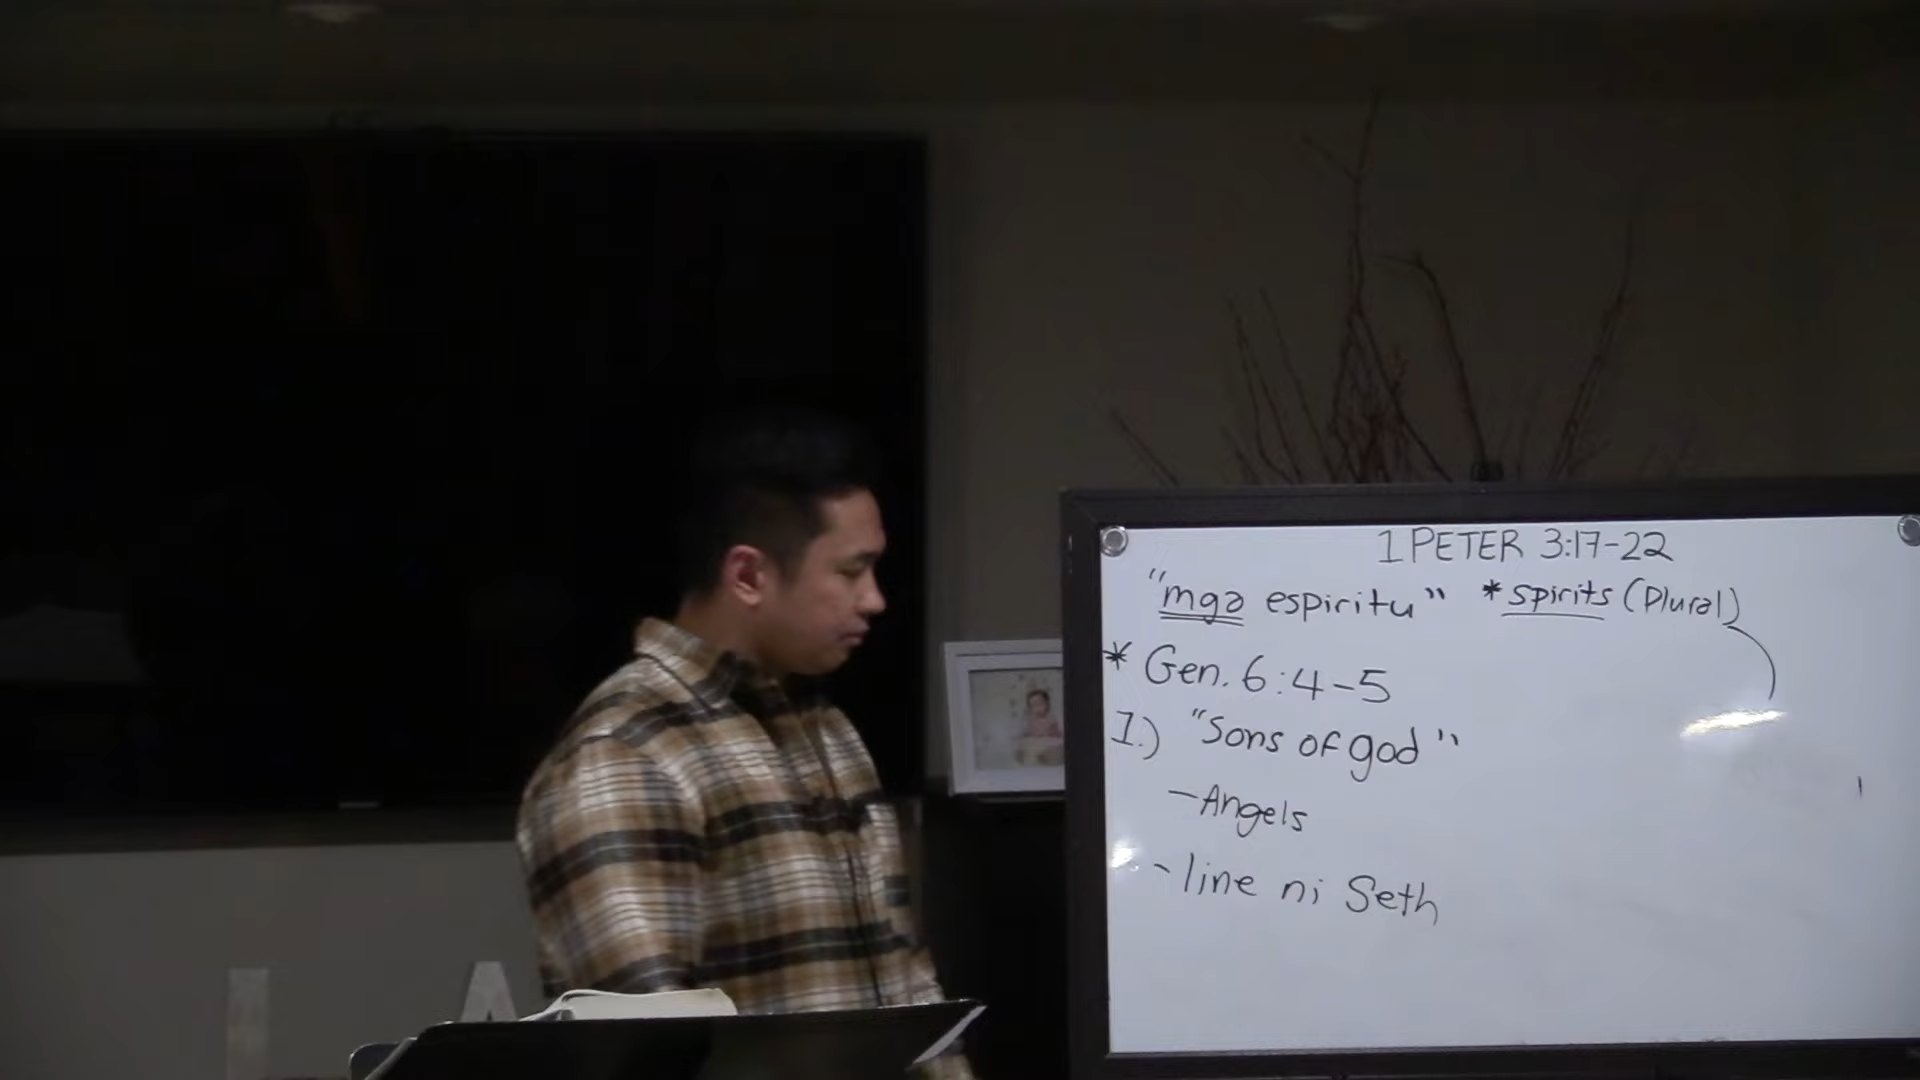 1 PETER 3:17-22
"mga espiritu" *spirits (Plural)
* Gen. 6:4-5
1.) "Sons of god"
- Angels
- line ni Seth
A